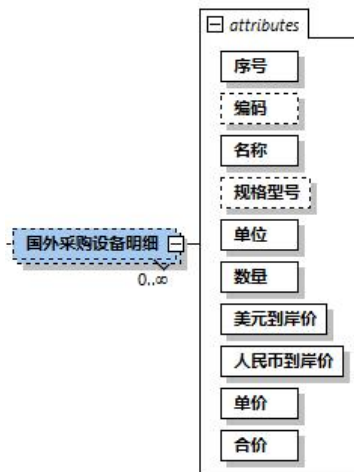 attributes
序号
编码
名称
规格型号
国外采购设备明细
单位
0..∞
数量
美元到岸价
人民币到岸价
单价
合价